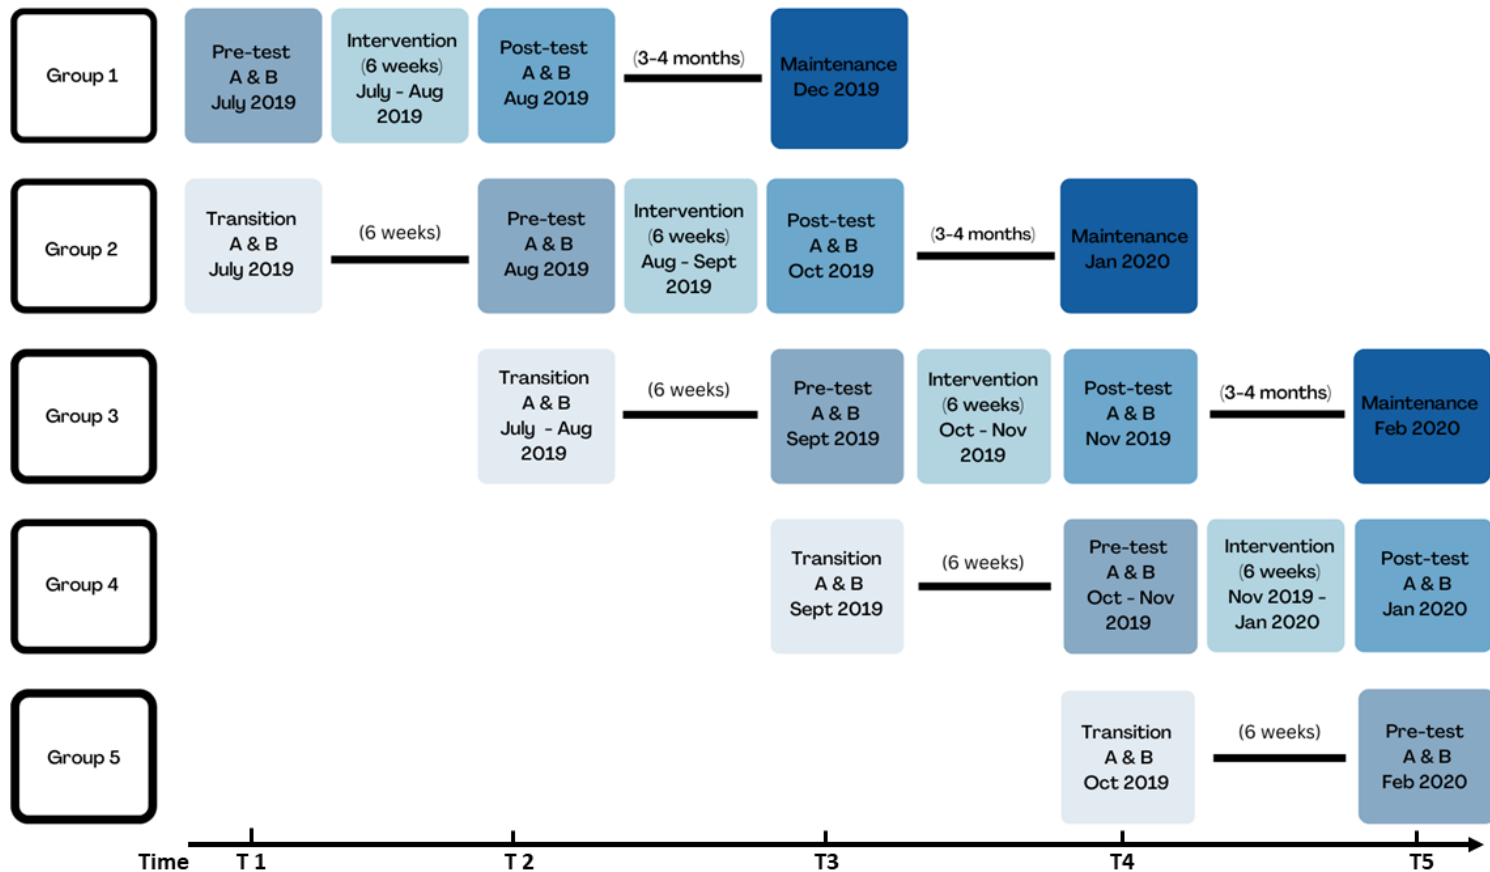 Group 1
Pre-test
A & B
July 2019
Intervention
(6 weeks)
July - Aug
2019
Post-test
A & B
Aug 2019
(3-4 months)
Maintenance
Dec 2019
Group 2
Transition
A & B
July 2019
(6 weeks)
Pre-test
A & B
Aug 2019
Intervention
(6 weeks)
Aug - Sept
2019
Post-test
A & B
Oct 2019
(3-4 months)
Maintenance
Jan 2020
Group 3
Transition
A & B
July - Aug
2019
(6 weeks)
Pre-test
A & B
Sept 2019
Intervention
(6 weeks)
Oct - Nov
2019
Post-test
A & B
Nov 2019
(3-4 months)
Maintenance
Feb 2020
Group 4
Transition
A & B
Sept 2019
(6 weeks)
Pre-test
A & B
Oct - Nov
2019
Intervention
(6 weeks)
Nov 2019 -
Jan 2020
Post-test
A & B
Jan 2020
Group 5
Transition
A & B
Oct 2019
(6 weeks)
Pre-test
A & B
Feb 2020
Time T 1 T 2 T3 T4 T5